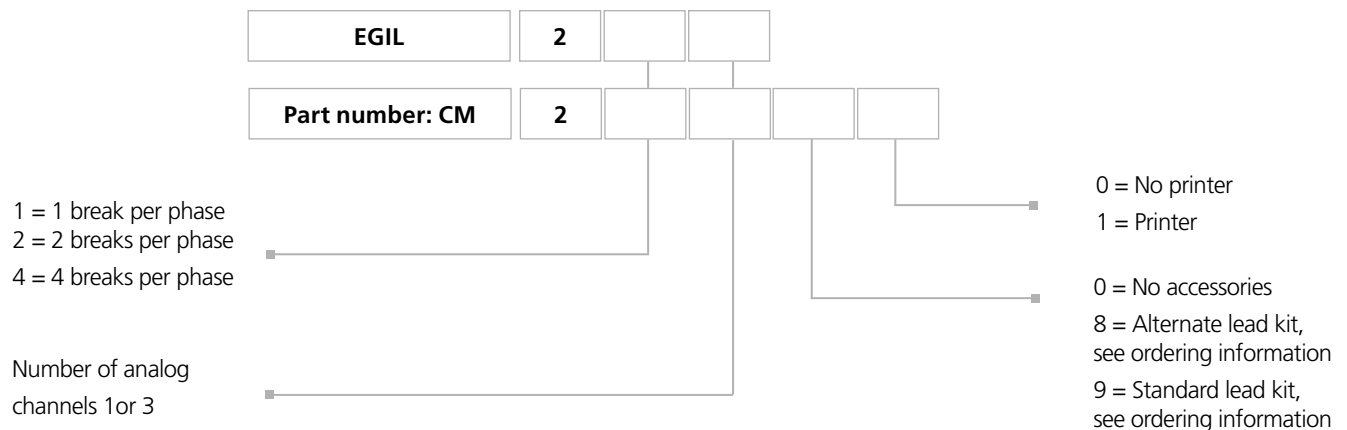 EGIL 2
Part number: CM 2
1 = 1 break per phase
2 = 2 breaks per phase
4 = 4 breaks per phase
Number of analog
channels 1or 3
0 = No printer
1 = Printer
0 = No accessories
8 = Alternate lead kit,
see ordering information
9 = Standard lead kit,
see ordering information